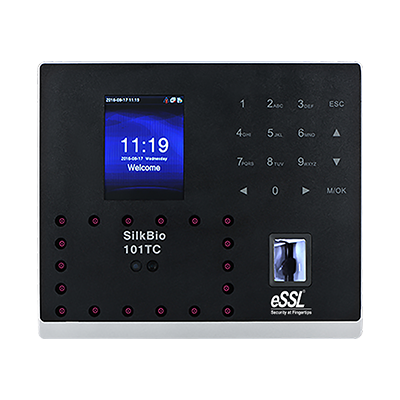 2016-08-17 11:19
11:19
2016-08-17 Wednesday
Welcome
1 2ABC 3DEF ESC
4GHI 5JKL 6MNO ▲
7PQRS 8TUV 9WXYZ ▼
◀ 0 ▶ M/OK
SilkBio
101TC
eSSL®
Security at Fingertips